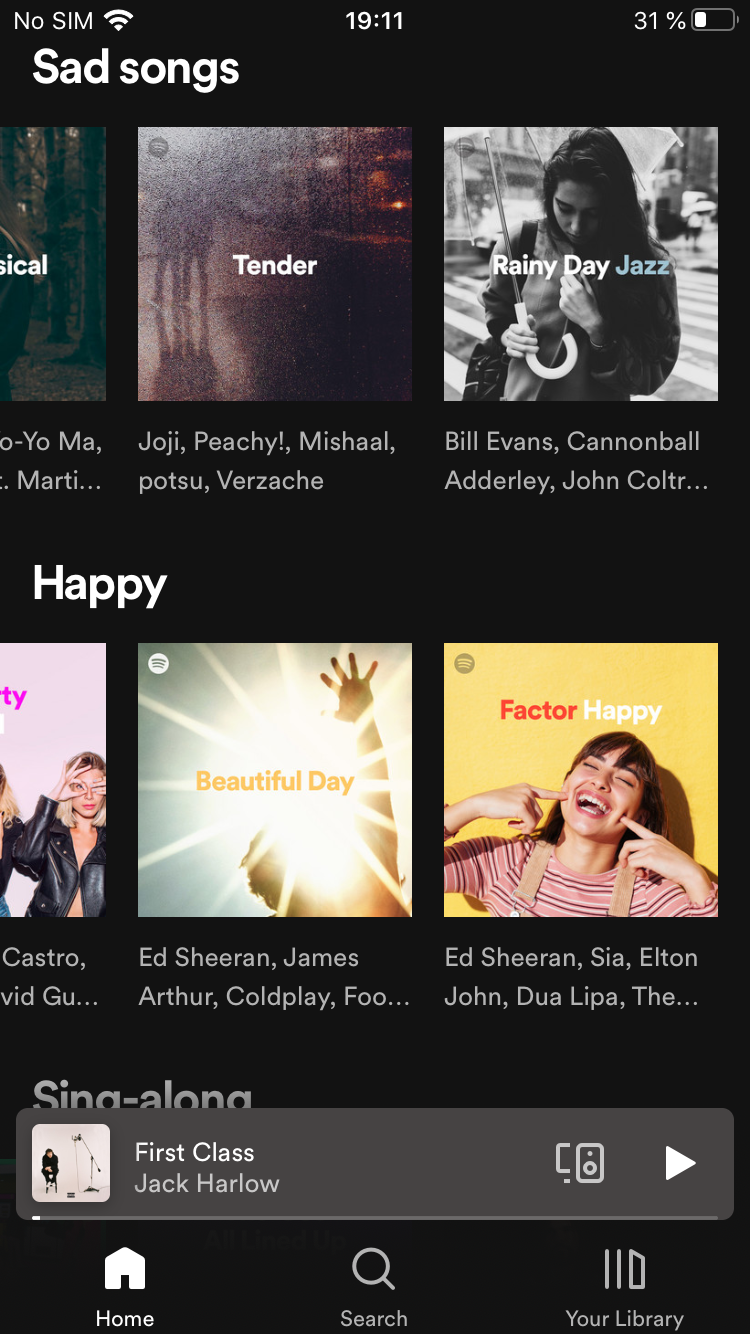 No SIM 19:11 31 %
Sad songs
sical
Tender
Rainy Day Jazz
o-Yo Ma,
t. Marti...
Joji, Peachy!, Mishaal,
potsu, Verzache
Bill Evans, Cannonball
Adderley, John Coltr...
Happy
rty
Beautiful Day
Factor Happy
Castro,
vid Gu...
Ed Sheeran, James
Arthur, Coldplay, Foo...
Ed Sheeran, Sia, Elton
John, Dua Lipa, The...
Sing-along
First Class
Jack Harlow
All Lined Up
Home
Search
Your Library